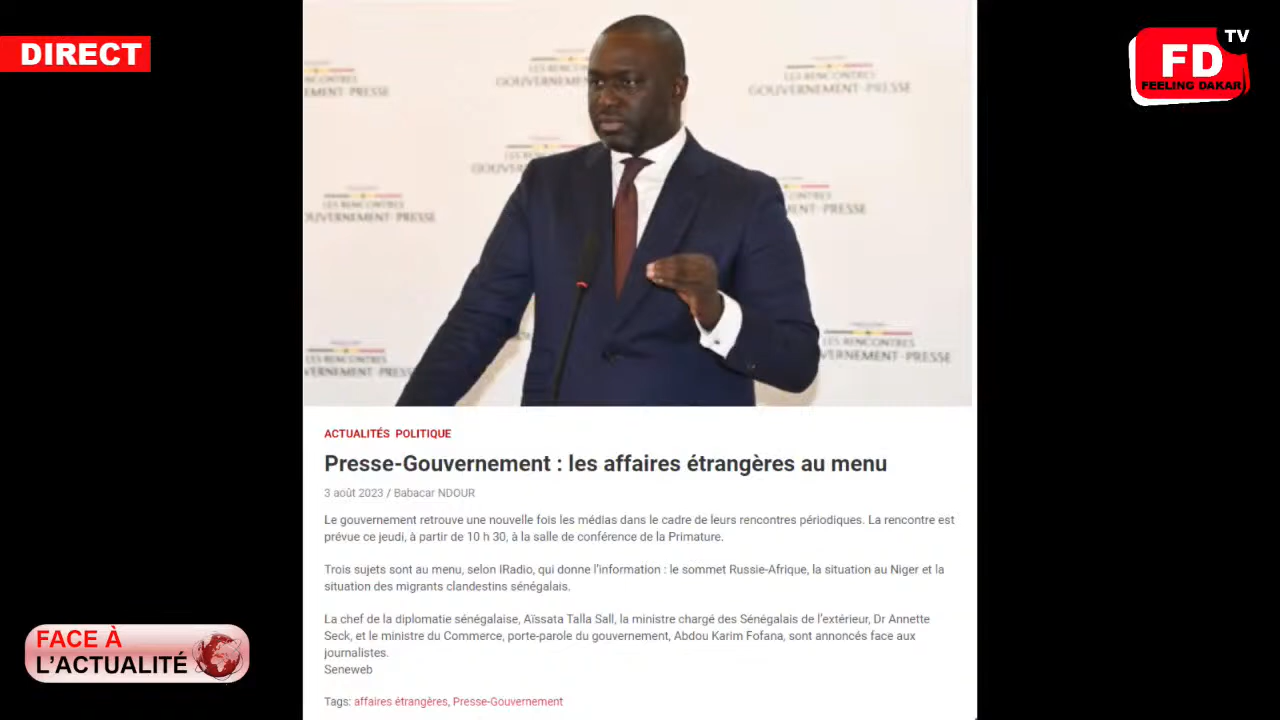 DIRECT
TV
FD
FEELING DAKAR
LES RENCONTRES
GOUVERNEMENT-PRESSE
LES RENCONTRES
VERNEMENT-PRESSE
ACTUALITÉS POLITIQUE
Presse-Gouvernement : les affaires étrangères au menu
3 août 2023 / Babacar NDOUR
Le gouvernement retrouve une nouvelle fois les médias dans le cadre de leurs rencontres périodiques. La rencontre est
prévue ce jeudi, à partir de 10 h 30, à la salle de conférence de la Primature.
Trois sujets sont au menu, selon IRadio, qui donne l'information : le sommet Russie-Afrique, la situation au Niger et la
situation des migrants clandestins sénégalais.
La chef de la diplomatie sénégalaise, Aïssata Talla Sall, la ministre chargé des Sénégalais de l'extérieur, Dr Annette
Seck, et le ministre du Commerce, porte-parole du gouvernement, Abdou Karim Fofana, sont annoncés face aux
journalistes.
Seneweb
Tags: affaires étrangères, Presse-Gouvernement
FACE À
L'ACTUALITÉ